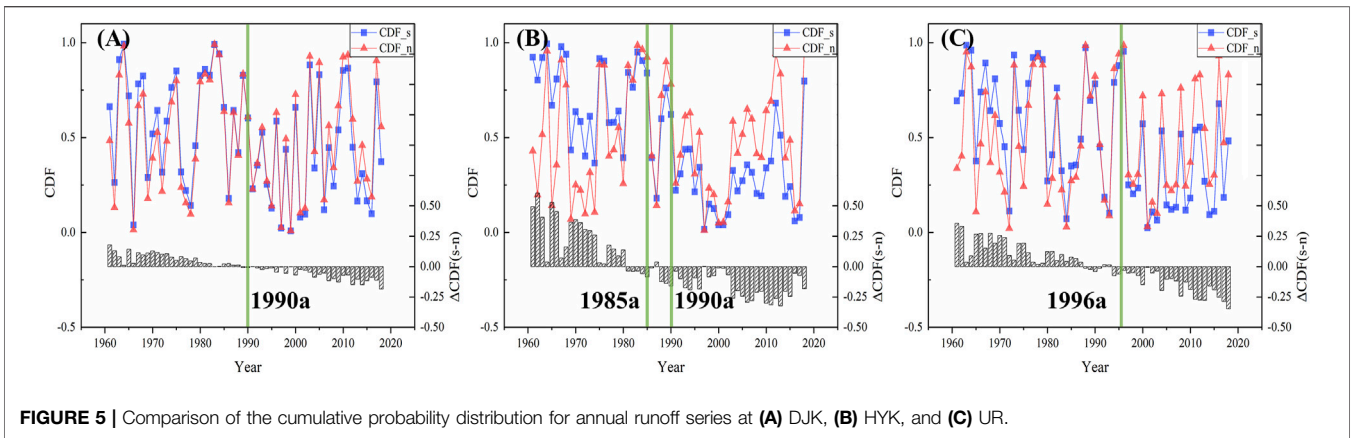 (A)
CDF_s
CDF_n
1.0
0.5
0.0
-0.5
CDF
0.50
0.25
0.00
-0.25
-0.50
ΔCDF(s-n)
1990a
1960 1970 1980 1990 2000 2010 2020
Year
(B)
CDF_s
CDF_n
1.0
0.5
0.0
-0.5
CDF
0.50
0.25
0.00
-0.25
-0.50
ΔCDF(s-n)
1985a 1990a
1960 1970 1980 1990 2000 2010 2020
Year
(C)
CDF_s
CDF_n
1.0
0.5
0.0
-0.5
CDF
0.50
0.25
0.00
-0.25
-0.50
ΔCDF(s-n)
1996a
1960 1970 1980 1990 2000 2010 2020
Year
FIGURE 5 | Comparison of the cumulative probability distribution for annual runoff series at (A) DJK, (B) HYK, and (C) UR.